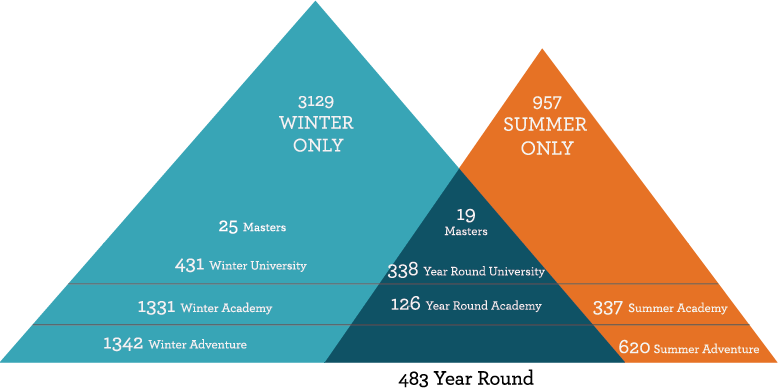 3129
WINTER
ONLY
957
SUMMER
ONLY
25 Masters
19
Masters
431 Winter University
338 Year Round University
1331 Winter Academy
126 Year Round Academy
337 Summer Academy
1342 Winter Adventure
620 Summer Adventure
483 Year Round